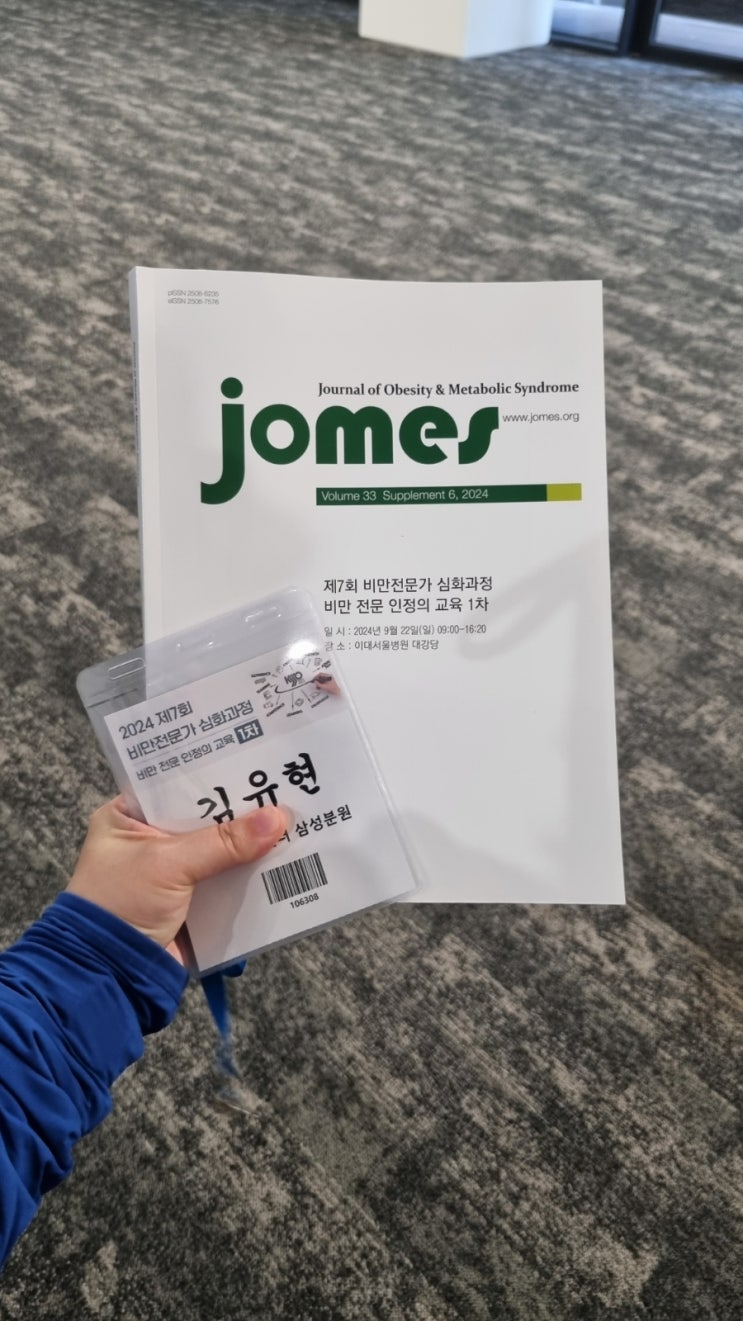 pISSN 2508-6235
eISSN 2508-7576
Journal of Obesity & Metabolic Syndrome
jomes
www.jomes.org
Volume 33 Supplement 6, 2024
제7회 비만전문가 심화과정
비만 전문 인정의 교육 1차
일 시 : 2024년 9월 22일(일) 09:00-16:20
장 소 : 이대서울병원 대강당
2024 제7회
비만전문가 심화과정
비만 전문 인정의 교육 1차
김유현
삼성분원
106308